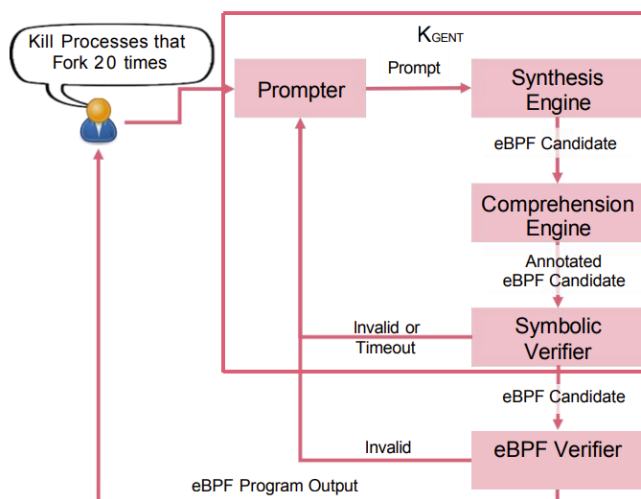 Kill Processes that
Fork 20 times
KGENT
Prompter
Prompt
Synthesis
Engine
eBPF Candidate
Comprehension
Engine
Annotated
eBPF Candidate
Invalid or
Timeout
Symbolic
Verifier
eBPF Candidate
Invalid
eBPF Verifier
eBPF Program Output